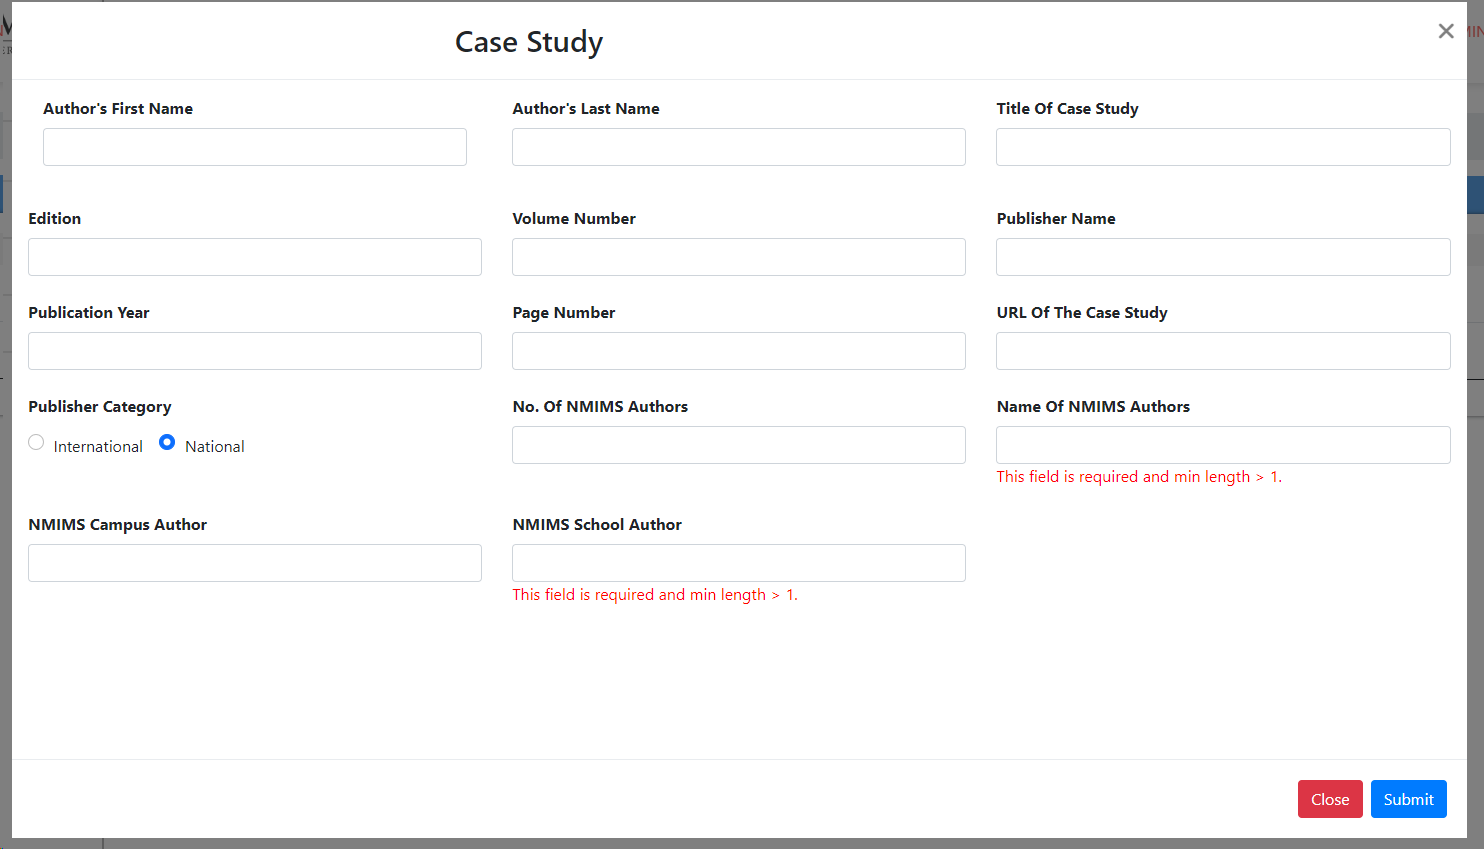 Case Study
Author's First Name
Author's Last Name
Title Of Case Study
Edition
Volume Number
Publisher Name
Publication Year
Page Number
URL Of The Case Study
Publisher Category
No. Of NMIMS Authors
Name Of NMIMS Authors
International National
This field is required and min length > 1.
NMIMS Campus Author
NMIMS School Author
This field is required and min length > 1.
Close Submit